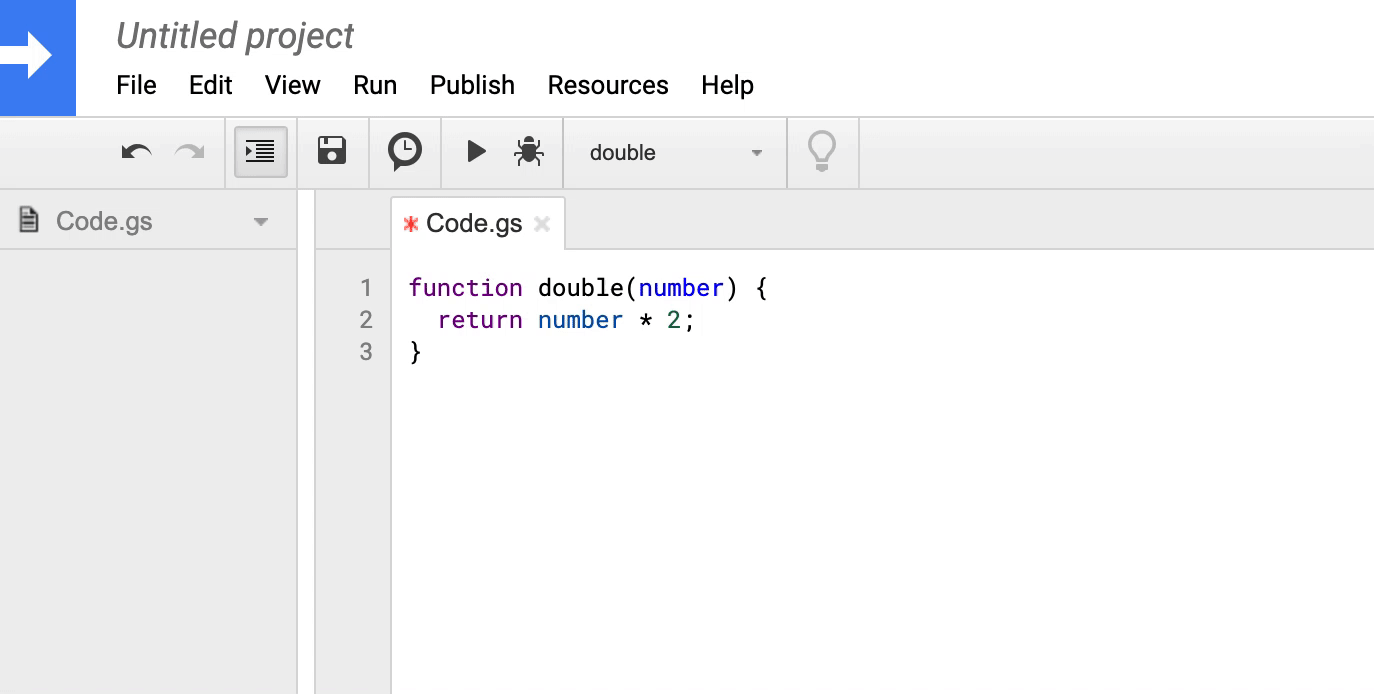 Untitled project
File Edit View Run Publish Resources Help
double
Code.gs
* Code.gs ×
1 function double(number) {
2   return number * 2;
3 }